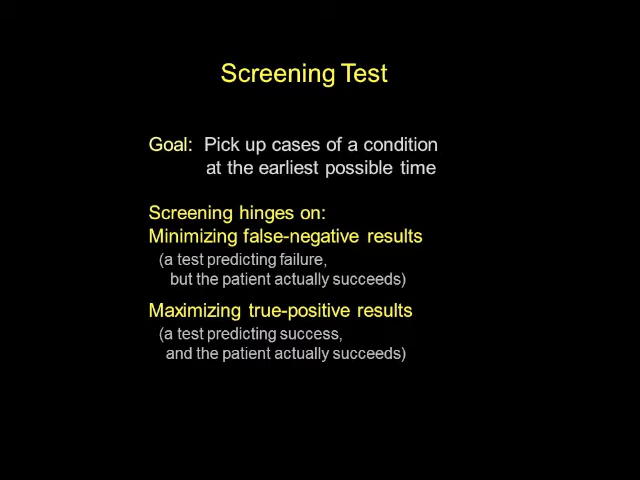 Screening Test
Goal: Pick up cases of a condition
at the earliest possible time
Screening hinges on:
Minimizing false-negative results
(a test predicting failure,
but the patient actually succeeds)
Maximizing true-positive results
(a test predicting success,
and the patient actually succeeds)